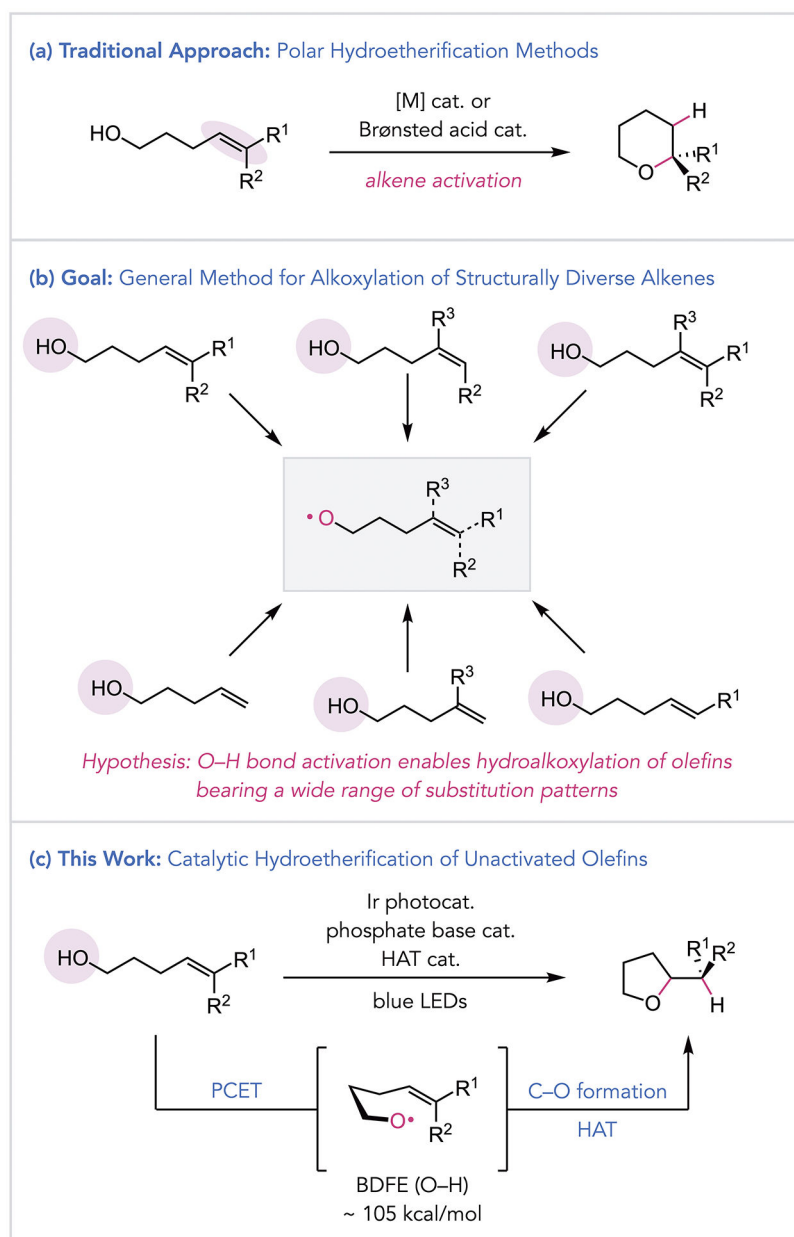 (a) Traditional Approach: Polar Hydroetherification Methods
HO
R¹
R²
[M] cat. or
Brønsted acid cat.
alkene activation
H
R¹
O
R²
(b) Goal: General Method for Alkoxylation of Structurally Diverse Alkenes
HO
R¹
R²
HO
R³
R²
HO
R³
R¹
R²
•O
R³
R¹
R²
HO
HO
R³
HO
R¹
Hypothesis: O–H bond activation enables hydroalkoxylation of olefins
bearing a wide range of substitution patterns
(c) This Work: Catalytic Hydroetherification of Unactivated Olefins
HO
R¹
R²
Ir photocat.
phosphate base cat.
HAT cat.
blue LEDs
R¹
R²
O
H
PCET
O•
R¹
R²
C–O formation
HAT
BDFE (O–H)
~ 105 kcal/mol